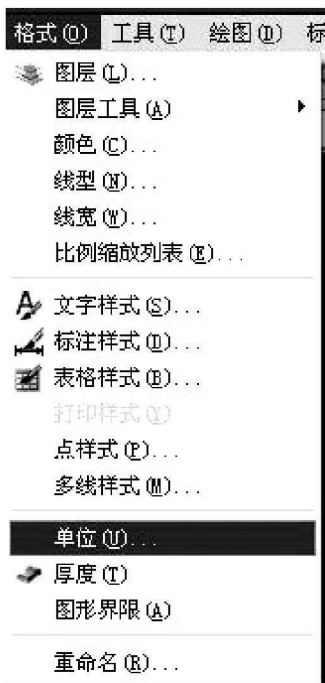 格式(O) 工具(T) 绘图(D) 标
图层(L)...
图层工具(A)
颜色(C)...
线型(N)...
线宽(W)...
比例缩放列表(E)...
文字样式(S)...
标注样式(D)...
表格样式(B)...
打印样式(Y)
点样式(P)...
多线样式(M)...
单位(U)...
厚度(T)
图形界限(A)
重命名(R)...